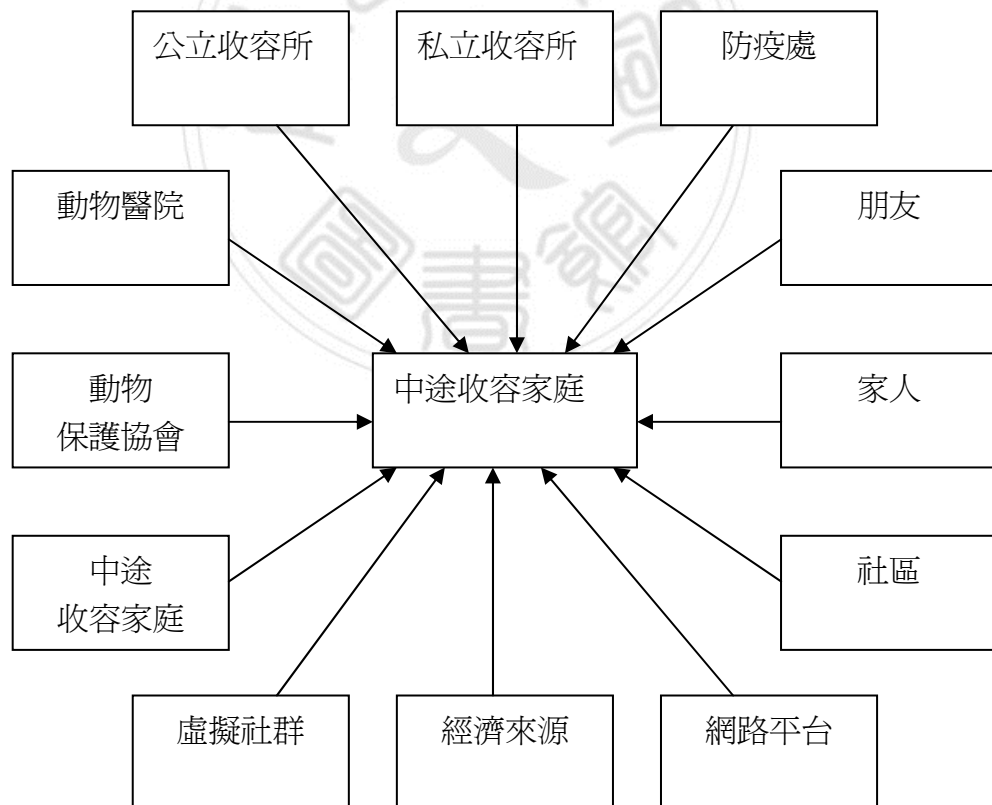 公立收容所
私立收容所
防疫處
動物醫院
朋友
動物
保護協會
中途收容家庭
家人
中途
收容家庭
社區
虛擬社群
經濟來源
網路平台
書